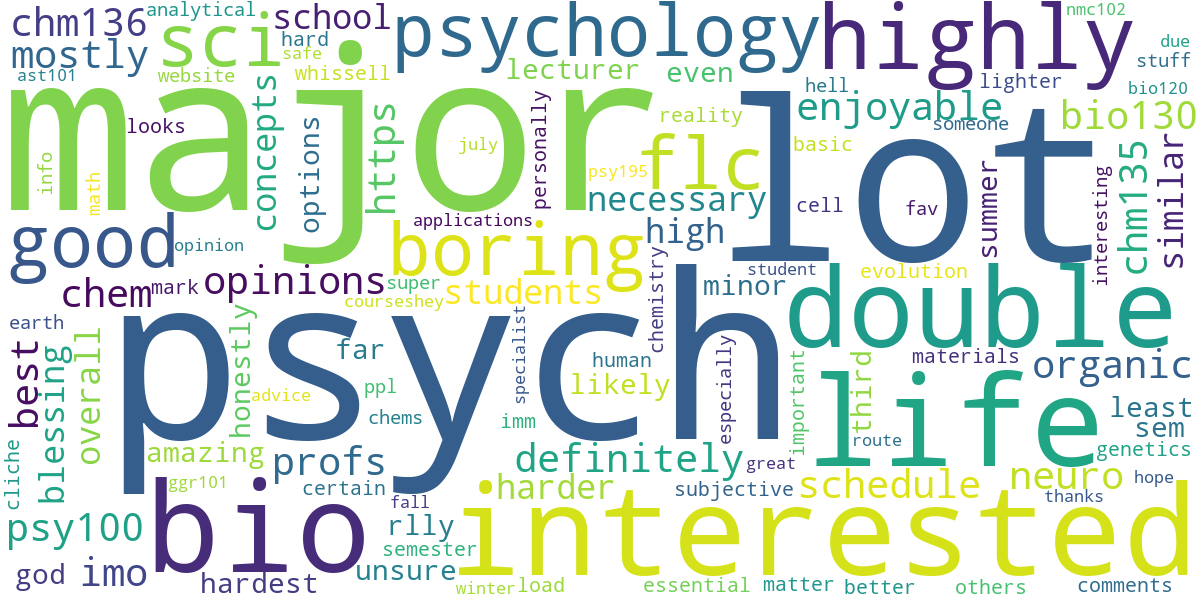 chm136
analytical
school
psychology
highly
nmc102
mostly
sci
hard
safe
due
stuff
ast101
website
whissell
lecturer
even
hell
lighter
bio120
major
concepts
https
looks
options
personally
reality
july
enjoyable
someone
bio130
lot
info
math
psy195
flc
basic
necessary
cell
fav
summer
interesting
chm135
similar
good
opinion
applications
boring
high
chem
mark
opinions
super
students
courseshey
chemistry
minor
student
evolution
double
earth
psych
best
blessing
overall
honestly
far
specialist
human
especially
materials
organic
advice
ppl
likely
important
third
life
least
chems
imm
route
sem
cliche
amazing
profs
definitely
great
genetics
ggr101
certain
harder
subjective
schedule
neuro
hope
thanks
psy100
bio
fall
rlly
interested
semester
god
imo
hardest
unsure
winter
load
essential
matter
better
others
comments